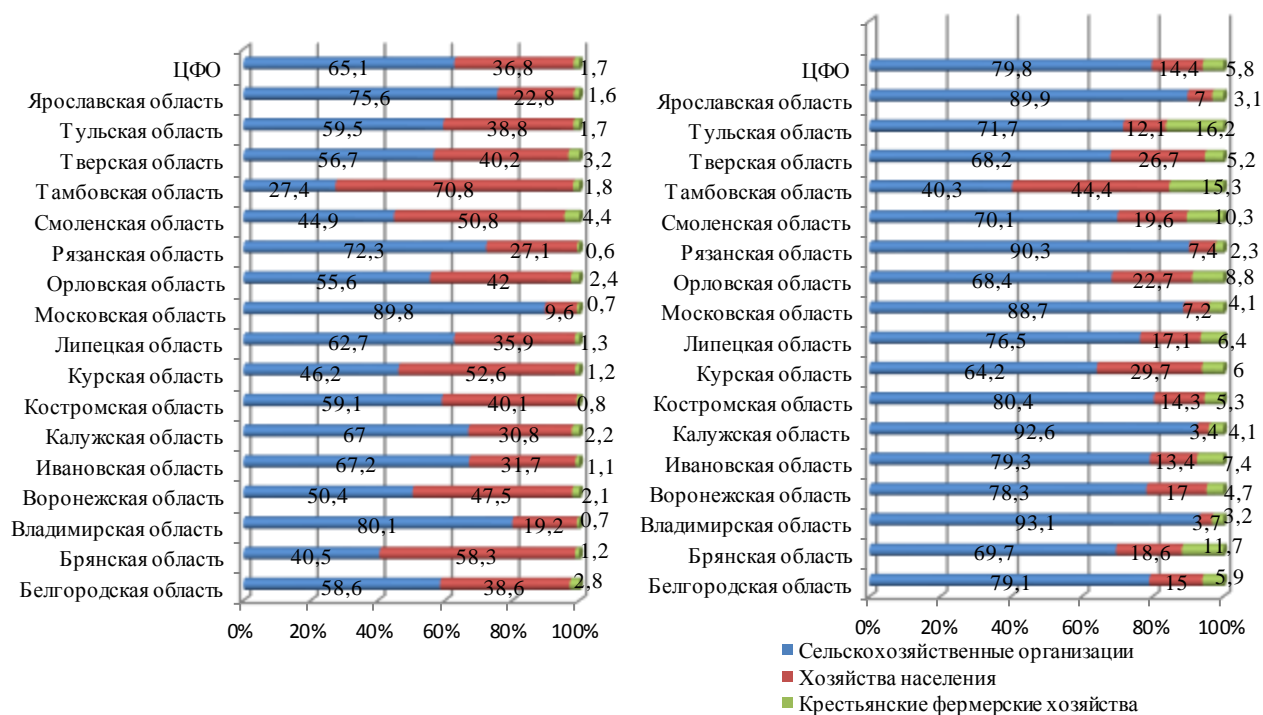 ЦФО 65,1 36,8 1,7
Ярославская область 75,6 22,8 1,6
Тульская область 59,5 38,8 1,7
Тверская область 56,7 40,2 3,2
Тамбовская область 27,4 70,8 1,8
Смоленская область 44,9 50,8 4,4
Рязанская область 72,3 27,1 0,6
Орловская область 55,6 42 2,4
Московская область 89,8 9,6 0,7
Липецкая область 62,7 35,9 1,3
Курская область 46,2 52,6 1,2
Костромская область 59,1 40,1 0,8
Калужская область 67 30,8 2,2
Ивановская область 67,2 31,7 1,1
Воронежская область 50,4 47,5 2,1
Владимирская область 80,1 19,2 0,7
Брянская область 40,5 58,3 1,2
Белгородская область 58,6 38,6 2,8
0% 20% 40% 60% 80% 100%
ЦФО 79,8 14,4 5,8
Ярославская область 89,9 7 3,1
Тульская область 71,7 12,1 16,2
Тверская область 68,2 26,7 5,2
Тамбовская область 40,3 44,4 15,3
Смоленская область 70,1 19,6 10,3
Рязанская область 90,3 7,4 2,3
Орловская область 68,4 22,7 8,8
Московская область 88,7 7,2 4,1
Липецкая область 76,5 17,1 6,4
Курская область 64,2 29,7 6
Костромская область 80,4 14,3 5,3
Калужская область 92,6 3,4 4,1
Ивановская область 79,3 13,4 7,4
Воронежская область 78,3 17 4,7
Владимирская область 93,1 3,7 3,2
Брянская область 69,7 18,6 11,7
Белгородская область 79,1 15 5,9
0% 20% 40% 60% 80% 100%
Сельскохозяйственные организации
Хозяйства населения
Крестьянские фермерские хозяйства